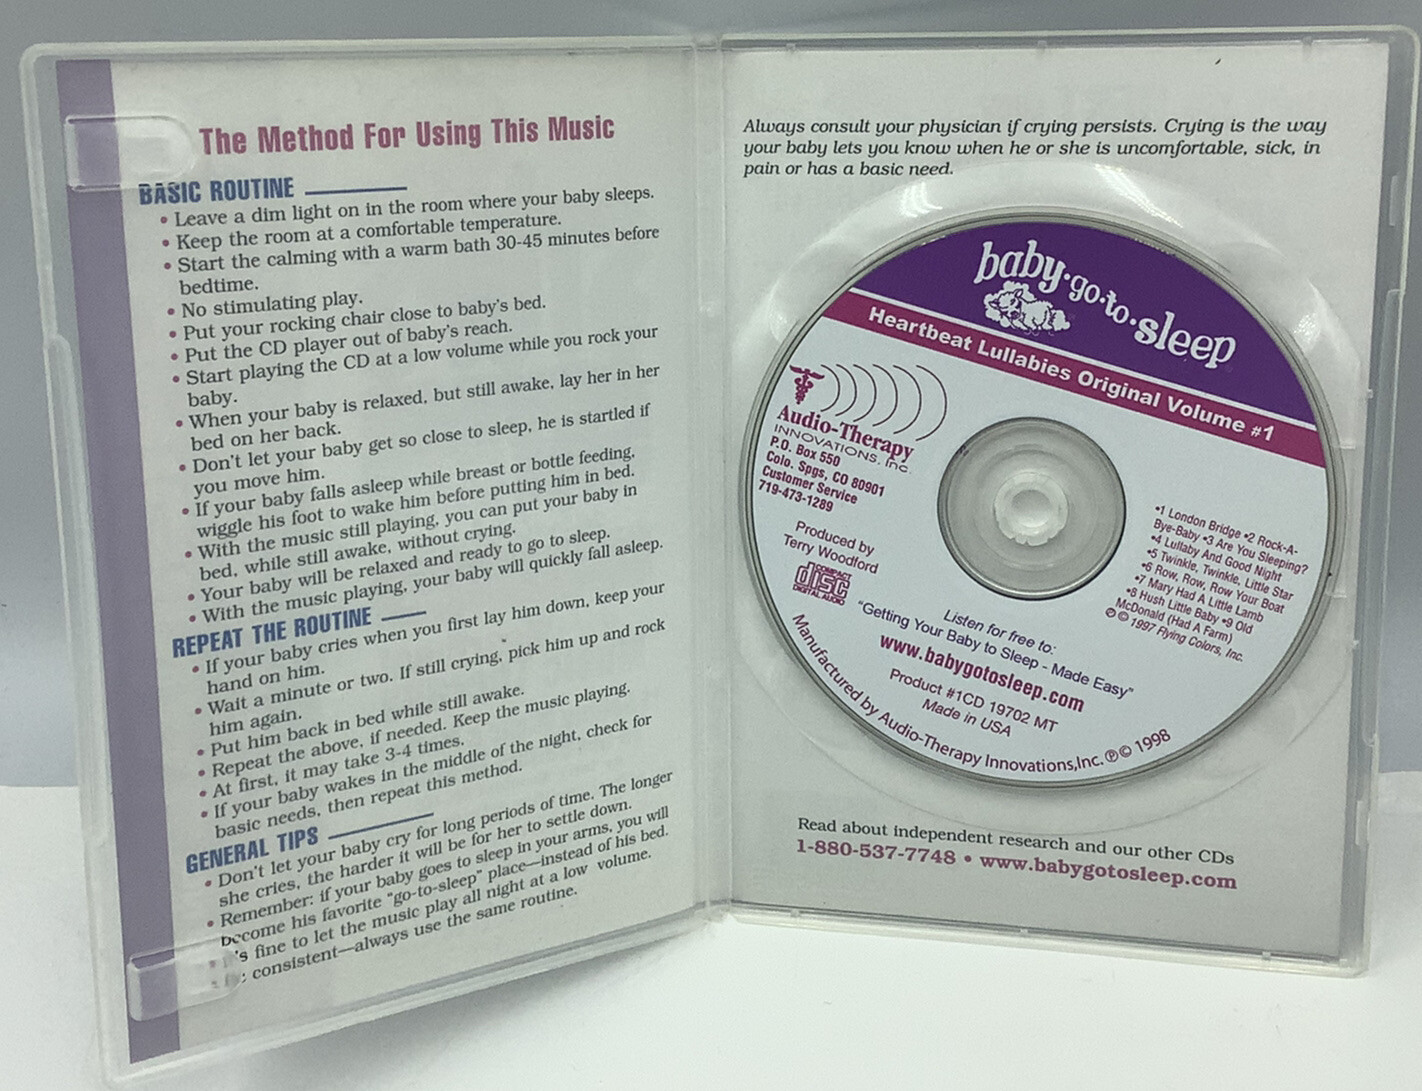 The Method For Using This Music
BASIC ROUTINE
• Leave a dim light on in the room where your baby sleeps.
• Keep the room at a comfortable temperature.
• Start the calming with a warm bath 30-45 minutes before
bedtime.
• No stimulating play.
• Put your rocking chair close to baby's bed.
• Put the CD player out of baby's reach.
• Start playing the CD at a low volume while you rock your
baby.
• When your baby is relaxed, but still awake, lay her in her
bed on her back.
• Don't let your baby get so close to sleep, he is startled if
you move him.
• If your baby falls asleep while breast or bottle feeding,
wiggle his foot to wake him before putting him in bed.
• With the music still playing, you can put your baby in
bed, while still awake, without crying.
• Your baby will be relaxed and ready to go to sleep.
• With the music playing, your baby will quickly fall asleep.
REPEAT THE ROUTINE
• If your baby cries when you first lay him down, keep your
hand on him.
• Wait a minute or two. If still crying, pick him up and rock
him again.
• Put him back in bed while still awake.
• Repeat the above, if needed. Keep the music playing.
• At first, it may take 3-4 times.
• If your baby wakes in the middle of the night, check for
basic needs, then repeat this method.
GENERAL TIPS
• Don't let your baby cry for long periods of time. The longer
she cries, the harder it will be for her to settle down.
• Remember: if your baby goes to sleep in your arms, you will
become his favorite "go-to-sleep" place—instead of his bed.
's fine to let the music play all night at a low volume.
consistent—always use the same routine.
Always consult your physician if crying persists. Crying is the way
your baby lets you know when he or she is uncomfortable, sick, in
pain or has a basic need.
baby·go·to·sleep
Heartbeat Lullabies Original Volume #1
Audio-Therapy
INNOVATIONS, Inc.
P.O. Box 550
Colo. Spgs, CO 80901
Customer Service
719-473-1289
Produced by
Terry Woodford
COMPACT
disc
DIGITAL AUDIO
•1 London Bridge •2 Rock-A-
Bye-Baby •3 Are You Sleeping?
•4 Lullaby And Good Night
•5 Twinkle, Twinkle, Little Star
•6 Row, Row, Row Your Boat
•7 Mary Had A Little Lamb
•8 Hush Little Baby •9 Old
McDonald (Had A Farm)
℗ © 1997 Flying Colors, Inc.
Listen for free to:
"Getting Your Baby to Sleep - Made Easy"
www.babygotosleep.com
Product #1CD 19702 MT
Made in USA
Manufactured by Audio-Therapy Innovations,Inc. ℗© 1998
Read about independent research and our other CDs
1-880-537-7748 • www.babygotosleep.com